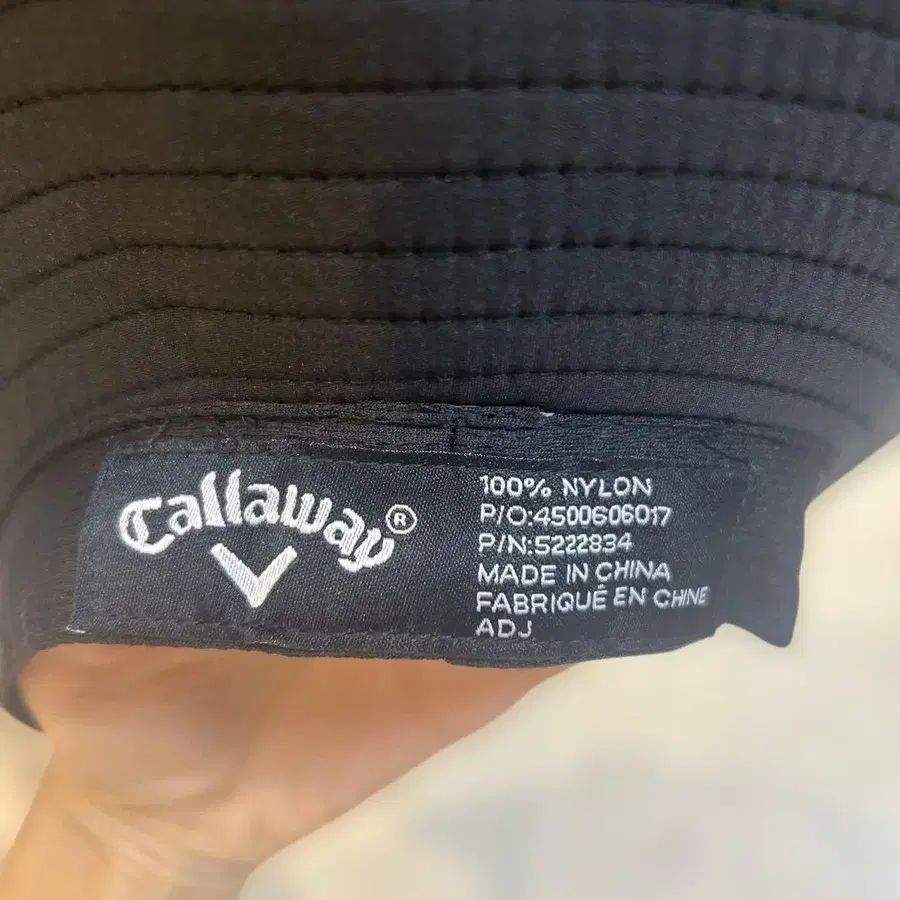 Callaway®
100% NYLON
P/O:4500606017
P/N:5222834
MADE IN CHINA
FABRIQUÉ EN CHINE
ADJ